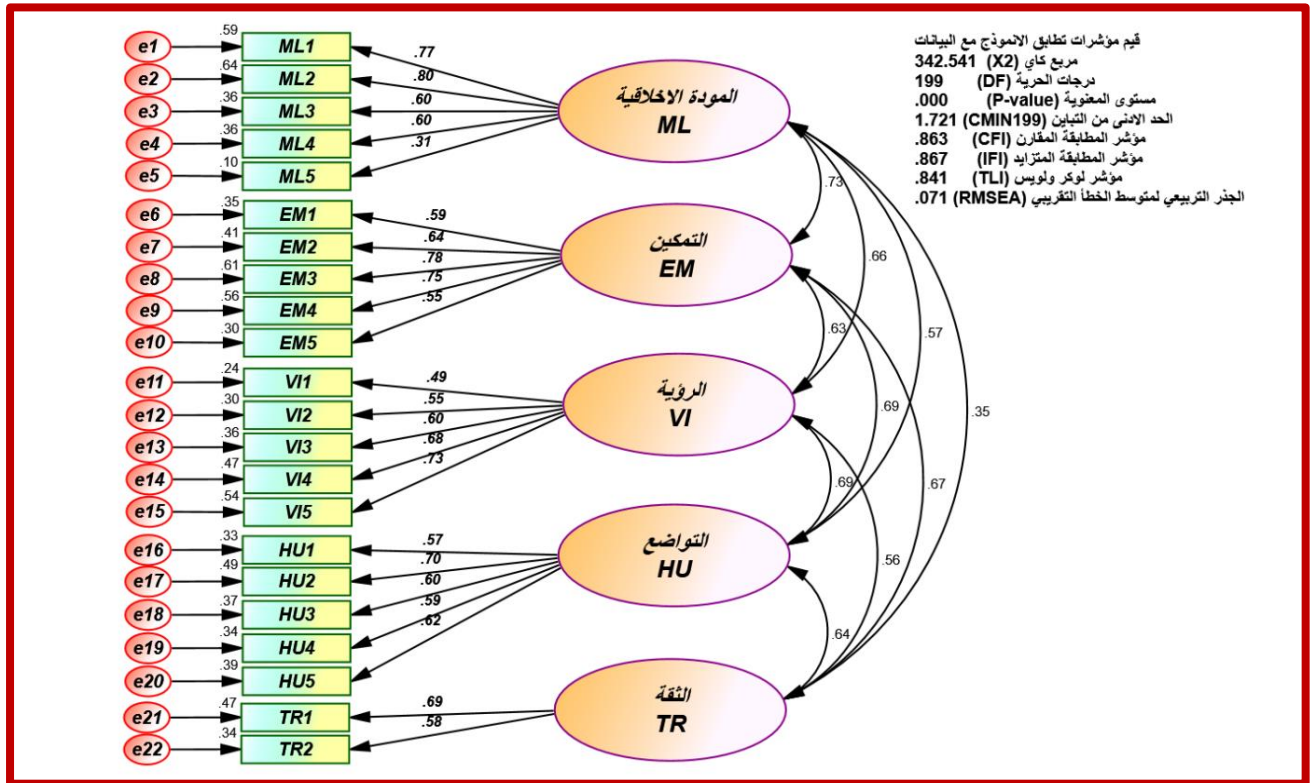 قيم مؤشرات تطابق الانموذج مع البيانات
مربع كاي (X2) 342.541
درجات الحرية (DF) 199
مستوى المعنوية (P-value) .000
الحد الادنى من التباين (CMIN199) 1.721
مؤشر المطابقة المقارن (CFI) .863
مؤشر المطابقة المتزايد (IFI) .867
مؤشر لوكر ولويس (TLI) .841
الجذر التربيعي لمتوسط الخطأ التقريبي (RMSEA) .071
e1 .59 ML1 .77
e2 .64 ML2 .80
e3 .36 ML3 .60
e4 .36 ML4 .60
e5 .10 ML5 .31
المودة الاخلاقية
ML
e6 .35 EM1 .59
e7 .41 EM2 .64
e8 .61 EM3 .78
e9 .56 EM4 .75
e10 .30 EM5 .55
التمكين
EM
e11 .24 VI1 .49
e12 .30 VI2 .55
e13 .36 VI3 .60
e14 .47 VI4 .68
e15 .54 VI5 .73
الرؤية
VI
e16 .33 HU1 .57
e17 .49 HU2 .70
e18 .37 HU3 .60
e19 .34 HU4 .59
e20 .39 HU5 .62
التواضع
HU
e21 .47 TR1 .69
e22 .34 TR2 .58
الثقة
TR
.73
.66
.63
.57
.69
.35
.67
.69
.56
.64